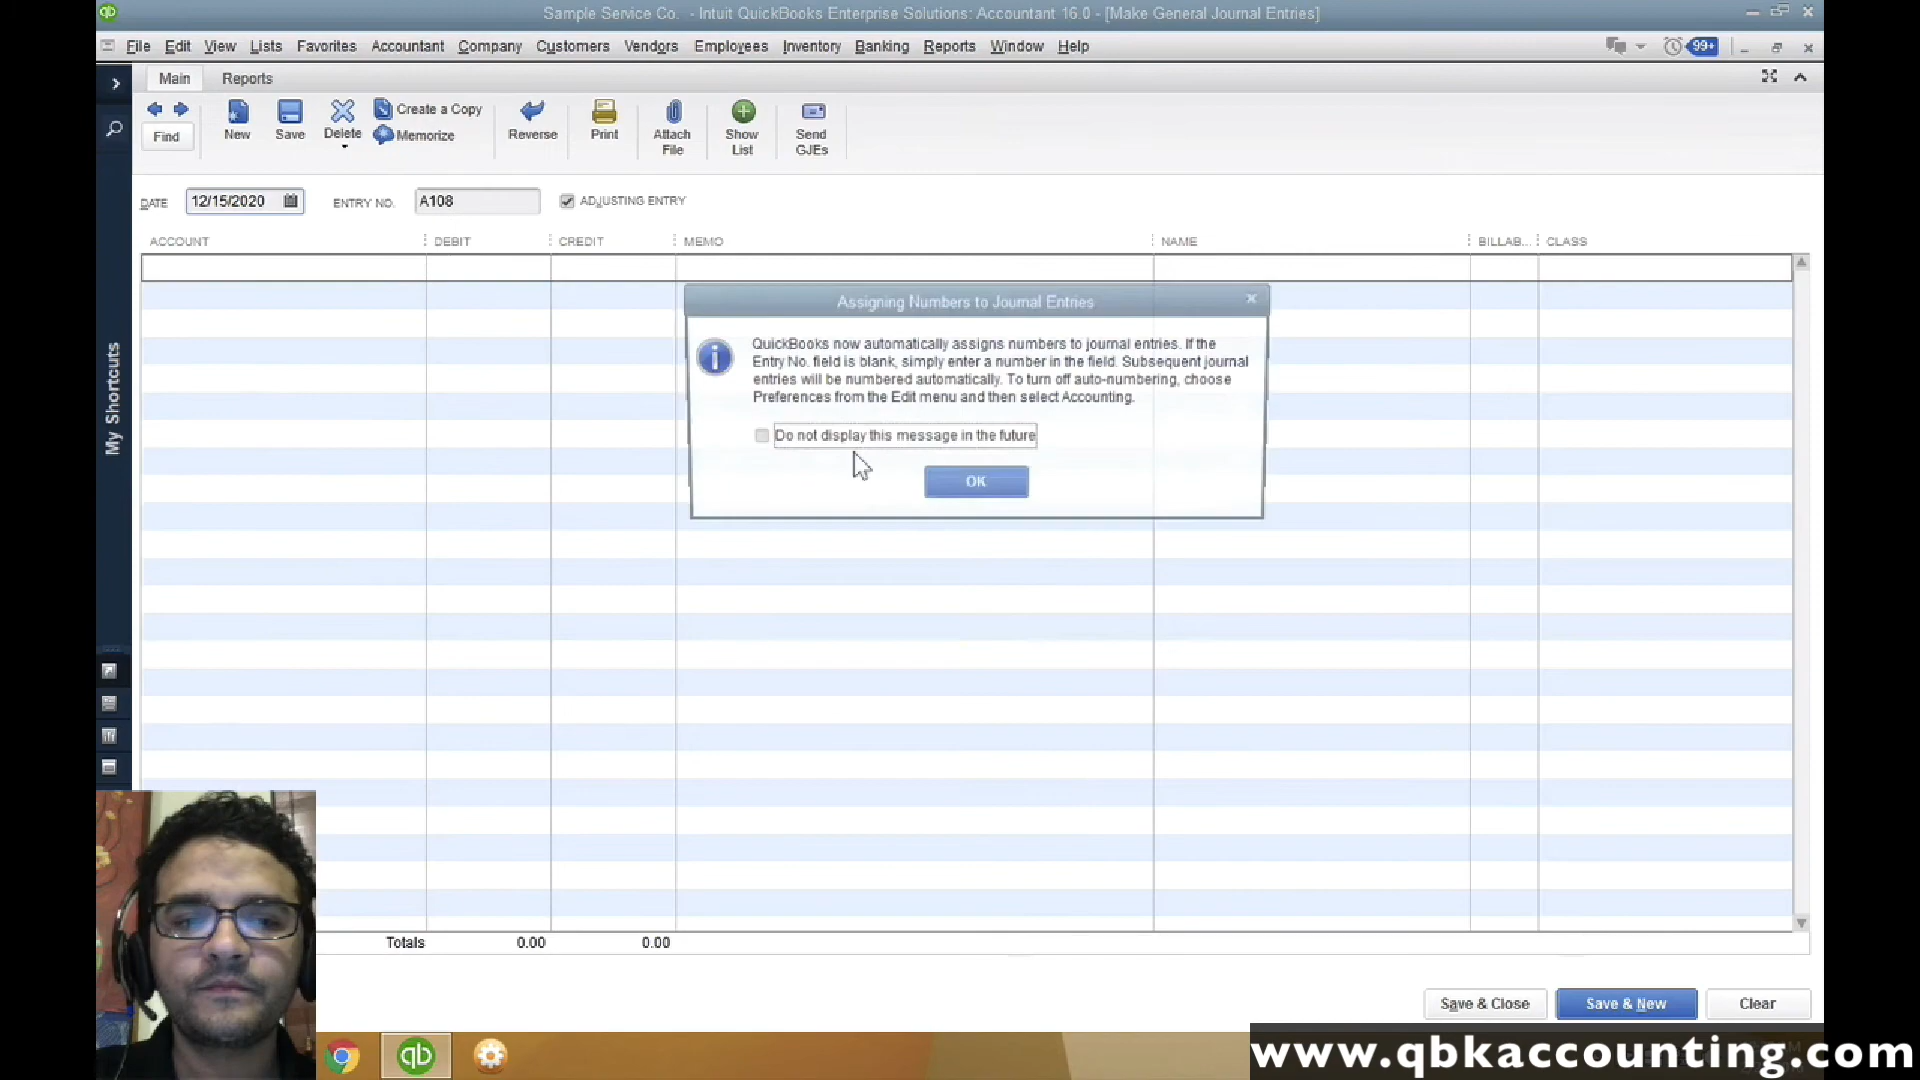 qb
Sample Service Co. - Intuit QuickBooks Enterprise Solutions: Accountant 16.0 - [Make General Journal Entries]
File Edit View Lists Favorites Accountant Company Customers Vendors Employees Inventory Banking Reports Window Help
99+
Main Reports
Find
New
Save
Delete
Create a Copy
Memorize
Reverse
Print
Attach
File
Show
List
Send
GJEs
My Shortcuts
DATE 12/15/2020 ENTRY NO. A108 ADJUSTING ENTRY
ACCOUNT DEBIT CREDIT MEMO NAME BILLAB... CLASS
Assigning Numbers to Journal Entries
QuickBooks now automatically assigns numbers to journal entries. If the
Entry No. field is blank, simply enter a number in the field. Subsequent journal
entries will be numbered automatically. To turn off auto-numbering, choose
Preferences from the Edit menu and then select Accounting.
Do not display this message in the future
OK
Totals 0.00 0.00
Save & Close Save & New Clear
qb
www.qbkaccounting.com